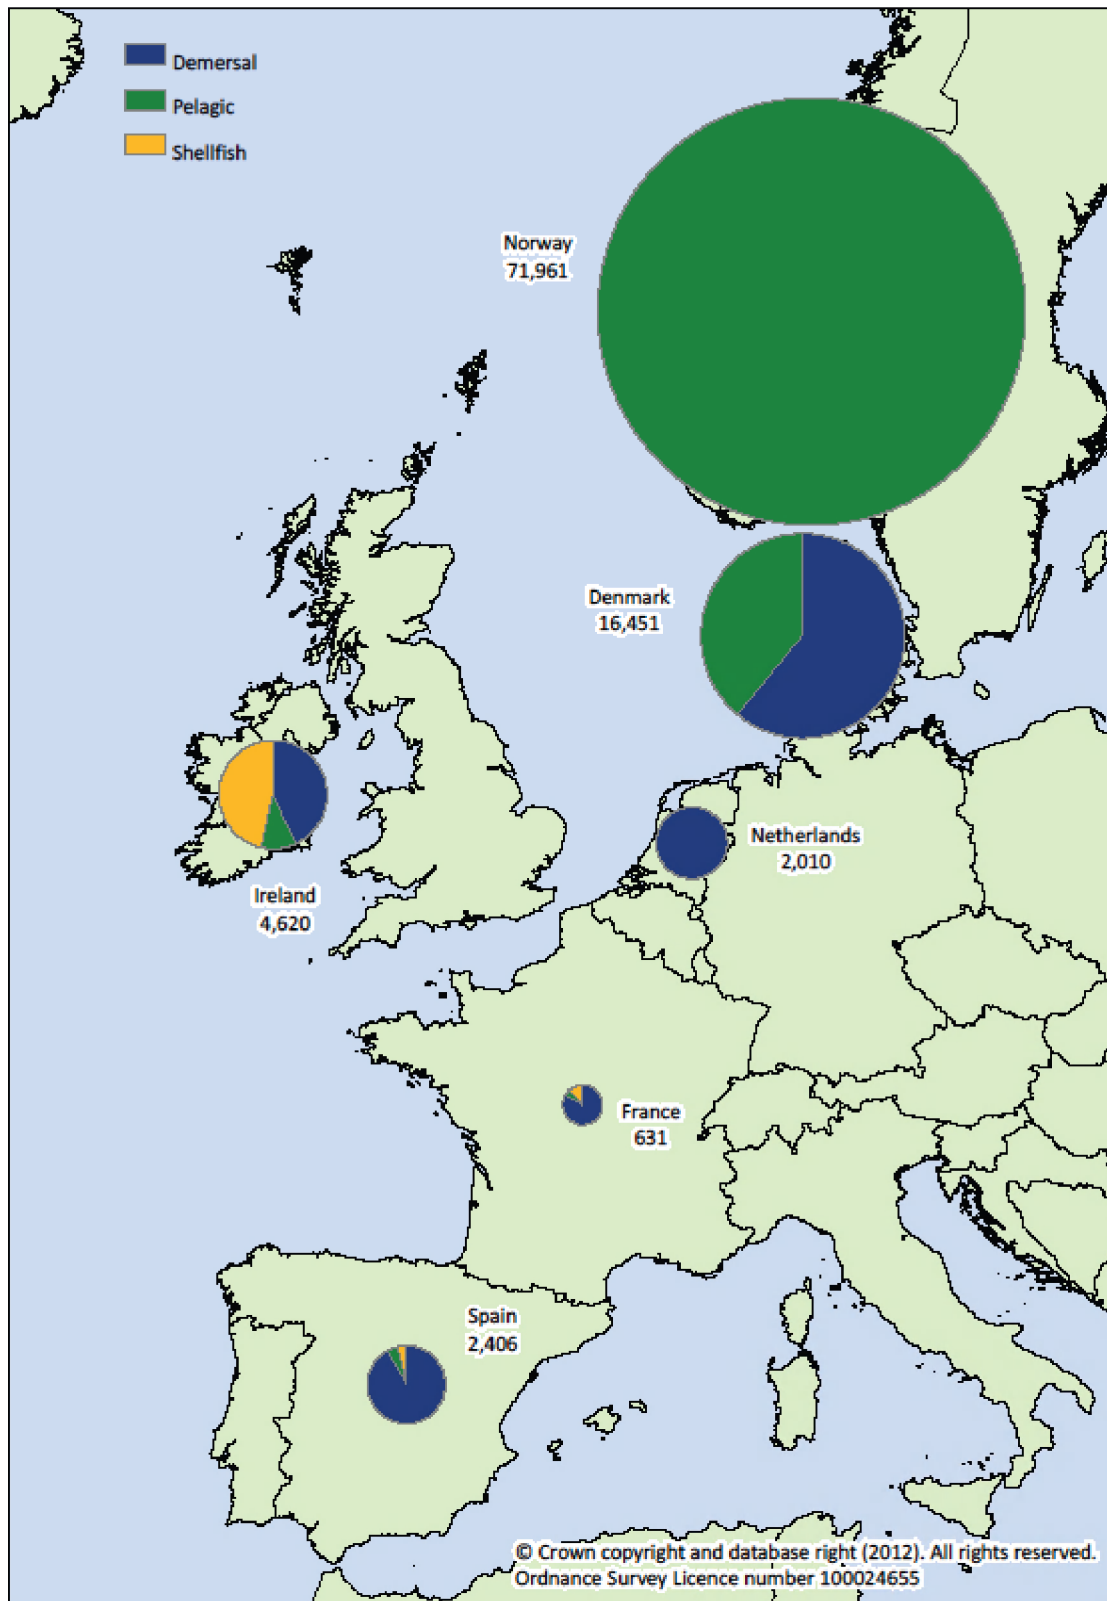 Demersal
Pelagic
Shellfish
Norway
71,961
Denmark
16,451
Netherlands
2,010
Ireland
4,620
France
631
Spain
2,406
© Crown copyright and database right (2012). All rights reserved.
Ordnance Survey Licence number 100024655